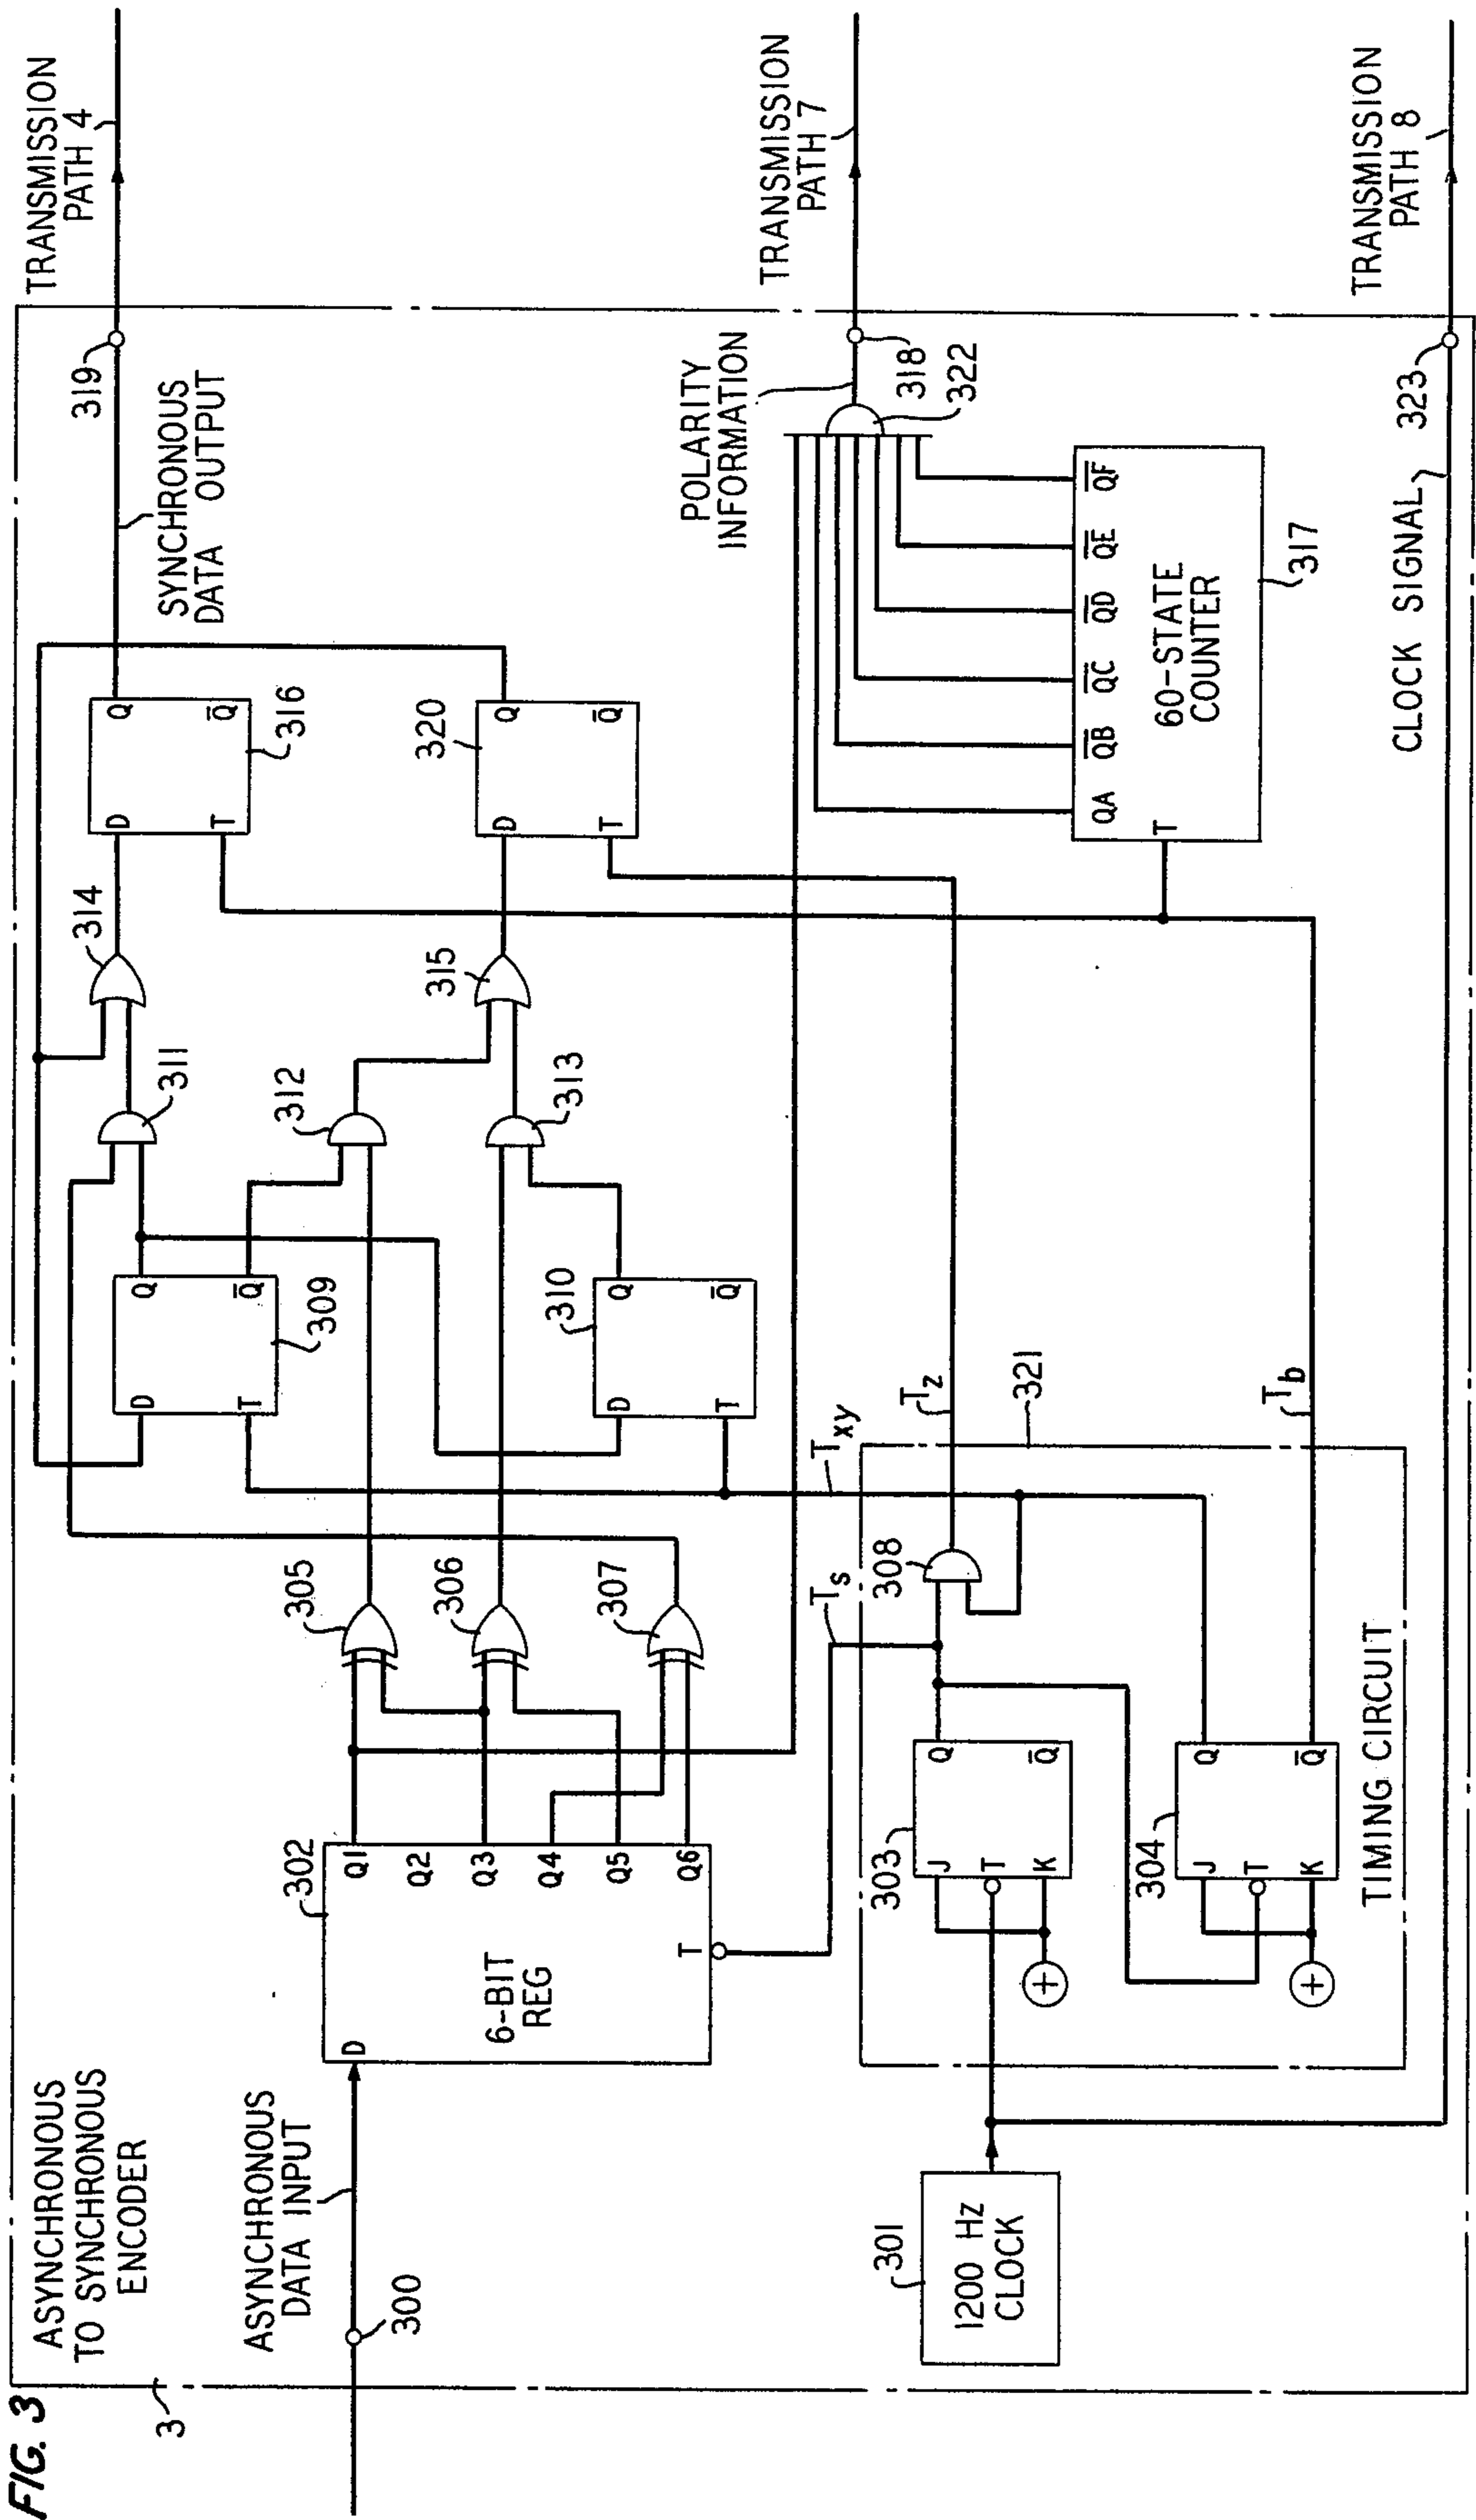 FIG. 3
3
ASYNCHRONOUS
TO SYNCHRONOUS
ENCODER
ASYNCHRONOUS
DATA INPUT
300
301
1200 Hz
CLOCK
302
D
6-BIT
REG
T
Q1
Q2
Q3
Q4
Q5
Q6
303
J
T
K
Q
Q̅
304
J
T
K
Q
Q̅
TIMING CIRCUIT
305
306
307
308
Ts
Txy
Tz
Tb
321
D
T
Q
Q̅
309
D
T
Q
Q̅
310
311
312
313
314
315
D
T
Q
Q̅
316
D
T
Q
Q̅
320
SYNCHRONOUS
DATA OUTPUT
319
TRANSMISSION
PATH 4
POLARITY
INFORMATION
318
322
TRANSMISSION
PATH 7
QA
Q̅B̅
Q̅C̅
Q̅D̅
Q̅E̅
Q̅F̅
T
60-STATE
COUNTER
317
CLOCK SIGNAL
323
TRANSMISSION
PATH 8